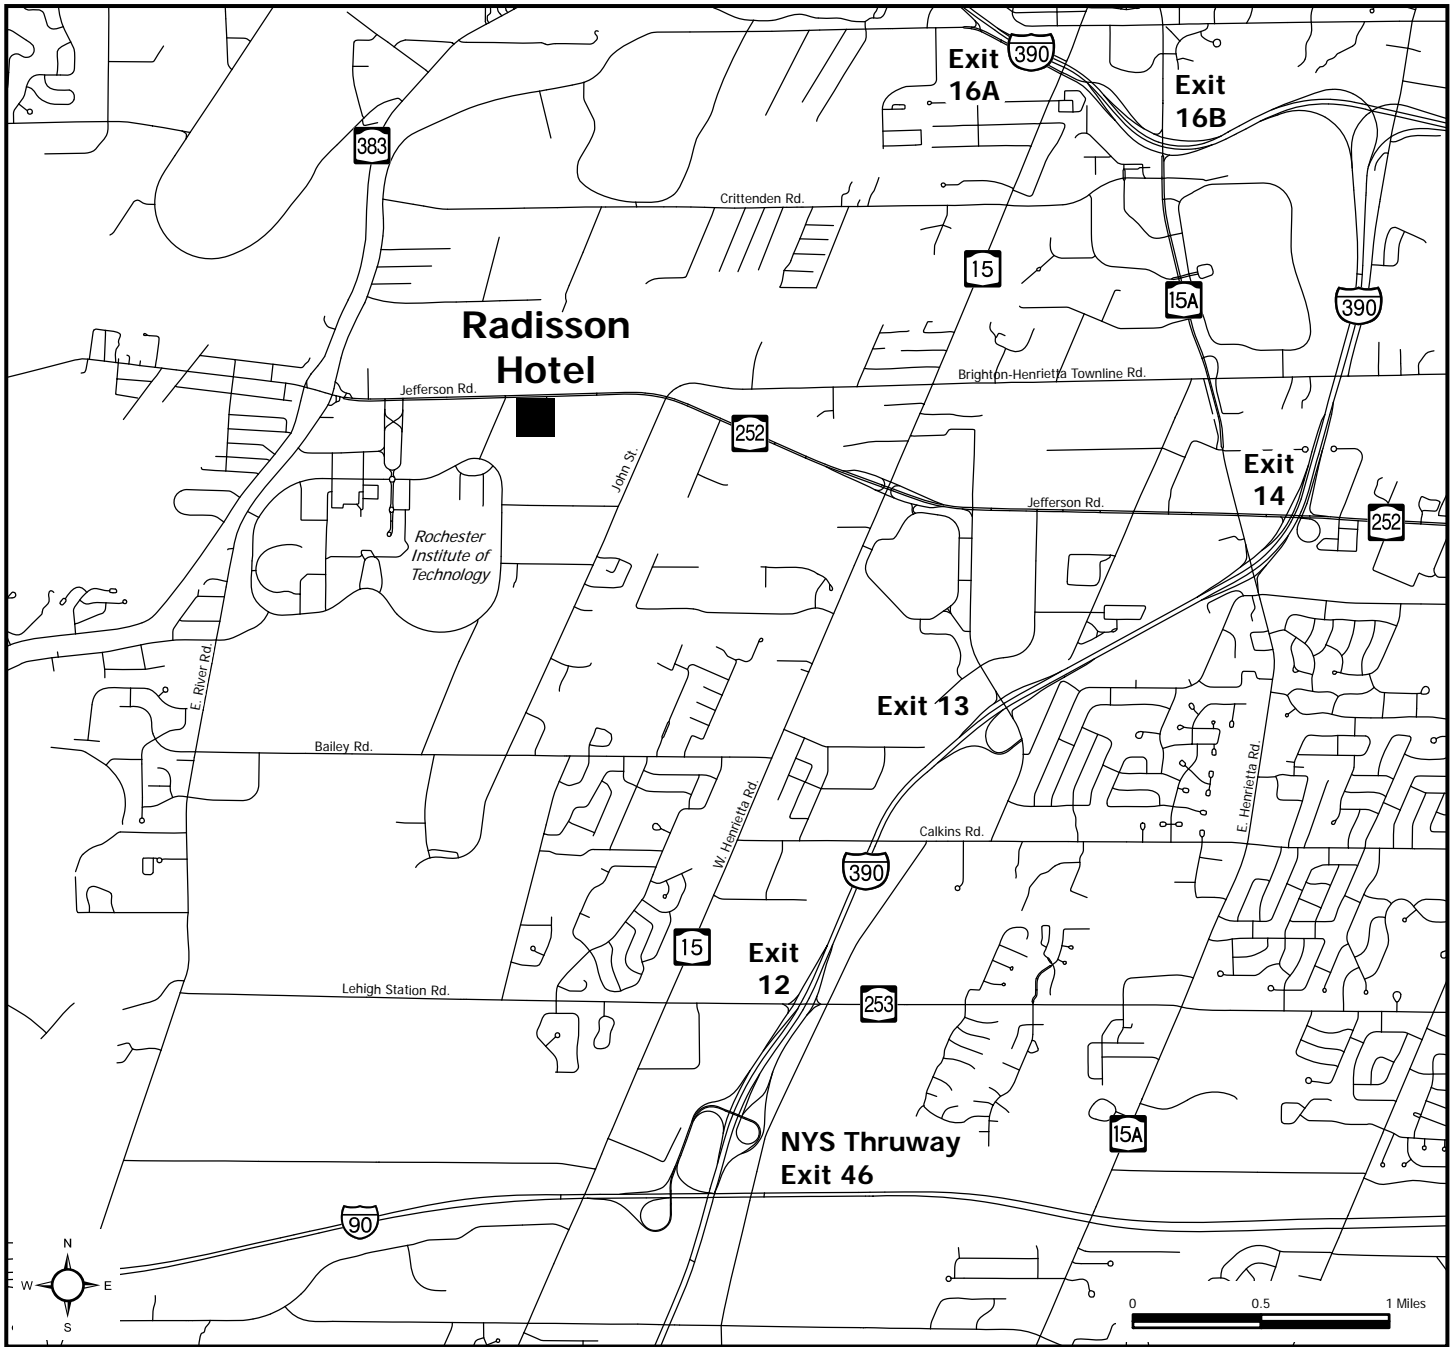 Exit
16A
390
Exit
16B
383
Crittenden Rd.
15
15A
390
Radisson
Hotel
Brighton-Henrietta Townline Rd.
Jefferson Rd.
252
John St.
Exit
14
Jefferson Rd.
252
Rochester
Institute of
Technology
E. River Rd.
Exit 13
Bailey Rd.
E. Henrietta Rd.
W. Henrietta Rd.
Calkins Rd.
390
15
Exit
12
Lehigh Station Rd.
253
15A
NYS Thruway
Exit 46
90
N
W
E
S
0
0.5
1 Miles